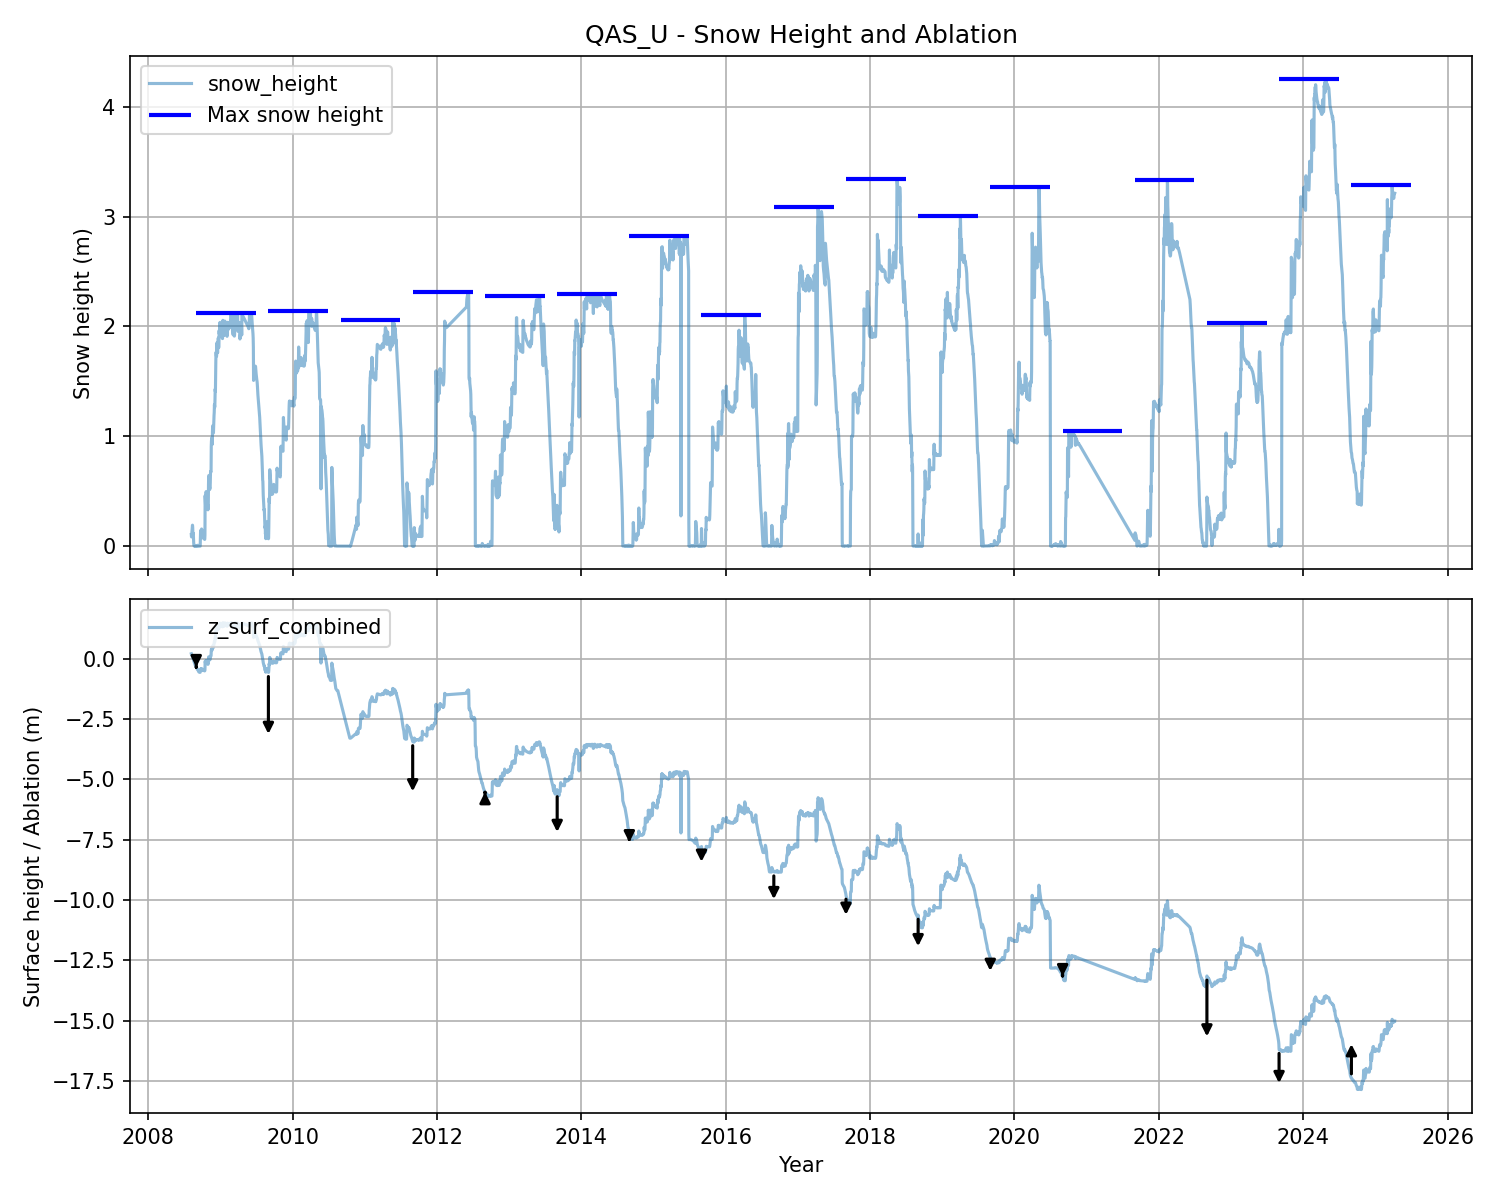 QAS_U - Snow Height and Ablation
snow_height
Max snow height
Snow height (m)
4
3
2
1
0
z_surf_combined
Surface height / Ablation (m)
0.0
−2.5
−5.0
−7.5
−10.0
−12.5
−15.0
−17.5
2008 2010 2012 2014 2016 2018 2020 2022 2024 2026
Year